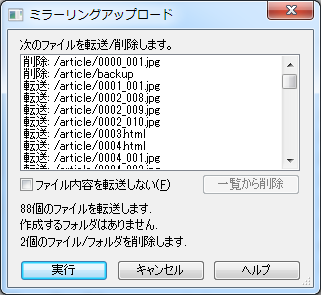 ミラーリングアップロード
次のファイルを転送/削除します。
削除: /article/0000_001.jpg
削除: /article/backup
転送: /article/0001_001.jpg
転送: /article/0002_008.jpg
転送: /article/0002_009.jpg
転送: /article/0002_010.jpg
転送: /article/0003.html
転送: /article/0004.html
転送: /article/0004_001.jpg
ファイル内容を転送しない(F)
一覧から削除
88個のファイルを転送します.
作成するフォルダはありません.
2個のファイル/フォルダを削除します.
実行 キャンセル ヘルプ